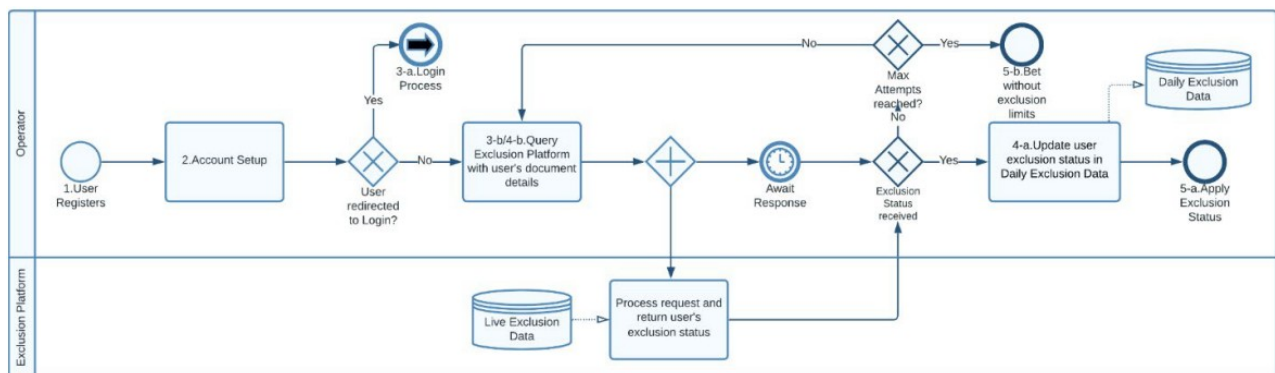 Operator
Exclusion Platform
1.User
Registers
2.Account Setup
User
redirected
to Login?
Yes
3-a.Login
Process
No
3-b/4-b.Query
Exclusion Platform
with user's document
details
Await
Response
Exclusion
Status
received
No
Max
Attempts
reached?
No
Yes
5-b.Bet
without
exclusion
limits
Yes
4-a.Update user
exclusion status in
Daily Exclusion Data
Daily Exclusion
Data
5-a.Apply
Exclusion
Status
Live Exclusion
Data
Process request and
return user's
exclusion status